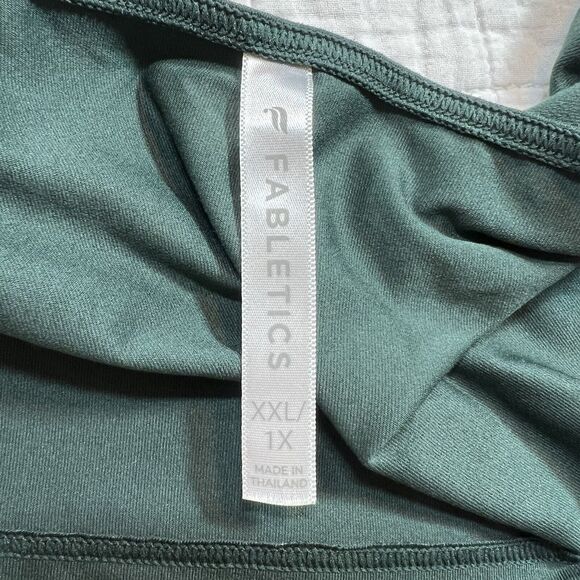 FABLETICS
XXL/
1X
MADE IN
THAILAND